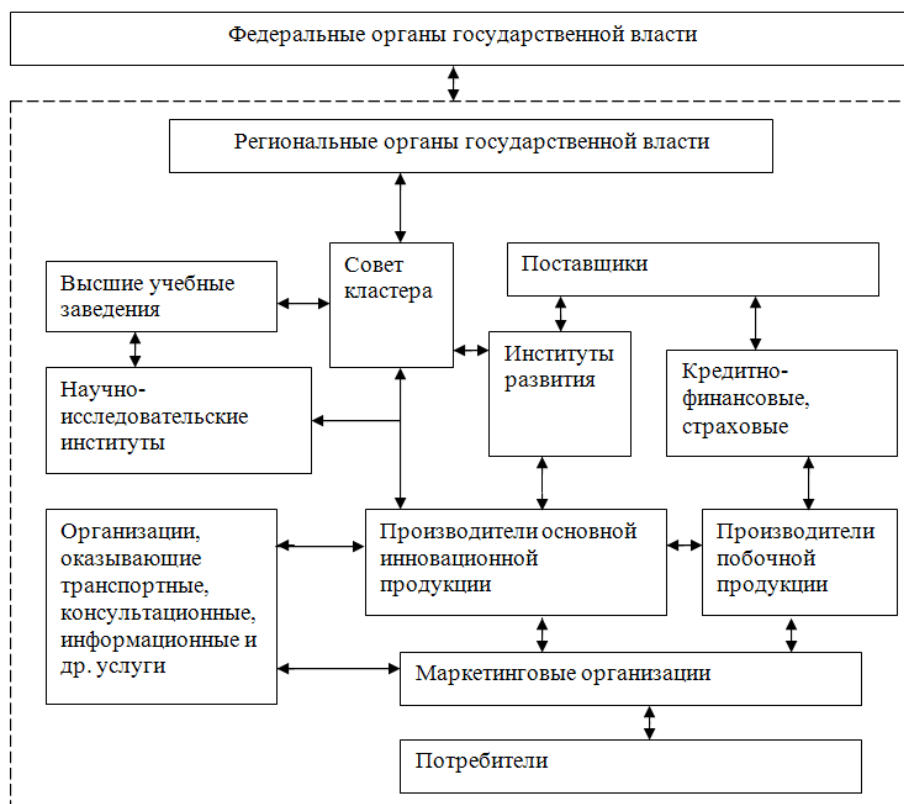 Федеральные органы государственной власти
Региональные органы государственной власти
Совет
кластера
Поставщики
Высшие учебные
заведения
Институты
развития
Кредитно-
финансовые,
страховые
Научно-
исследовательские
институты
Организации,
оказывающие
транспортные,
консультационные,
информационные и
др. услуги
Производители основной
инновационной
продукции
Производители
побочной
продукции
Маркетинговые организации
Потребители